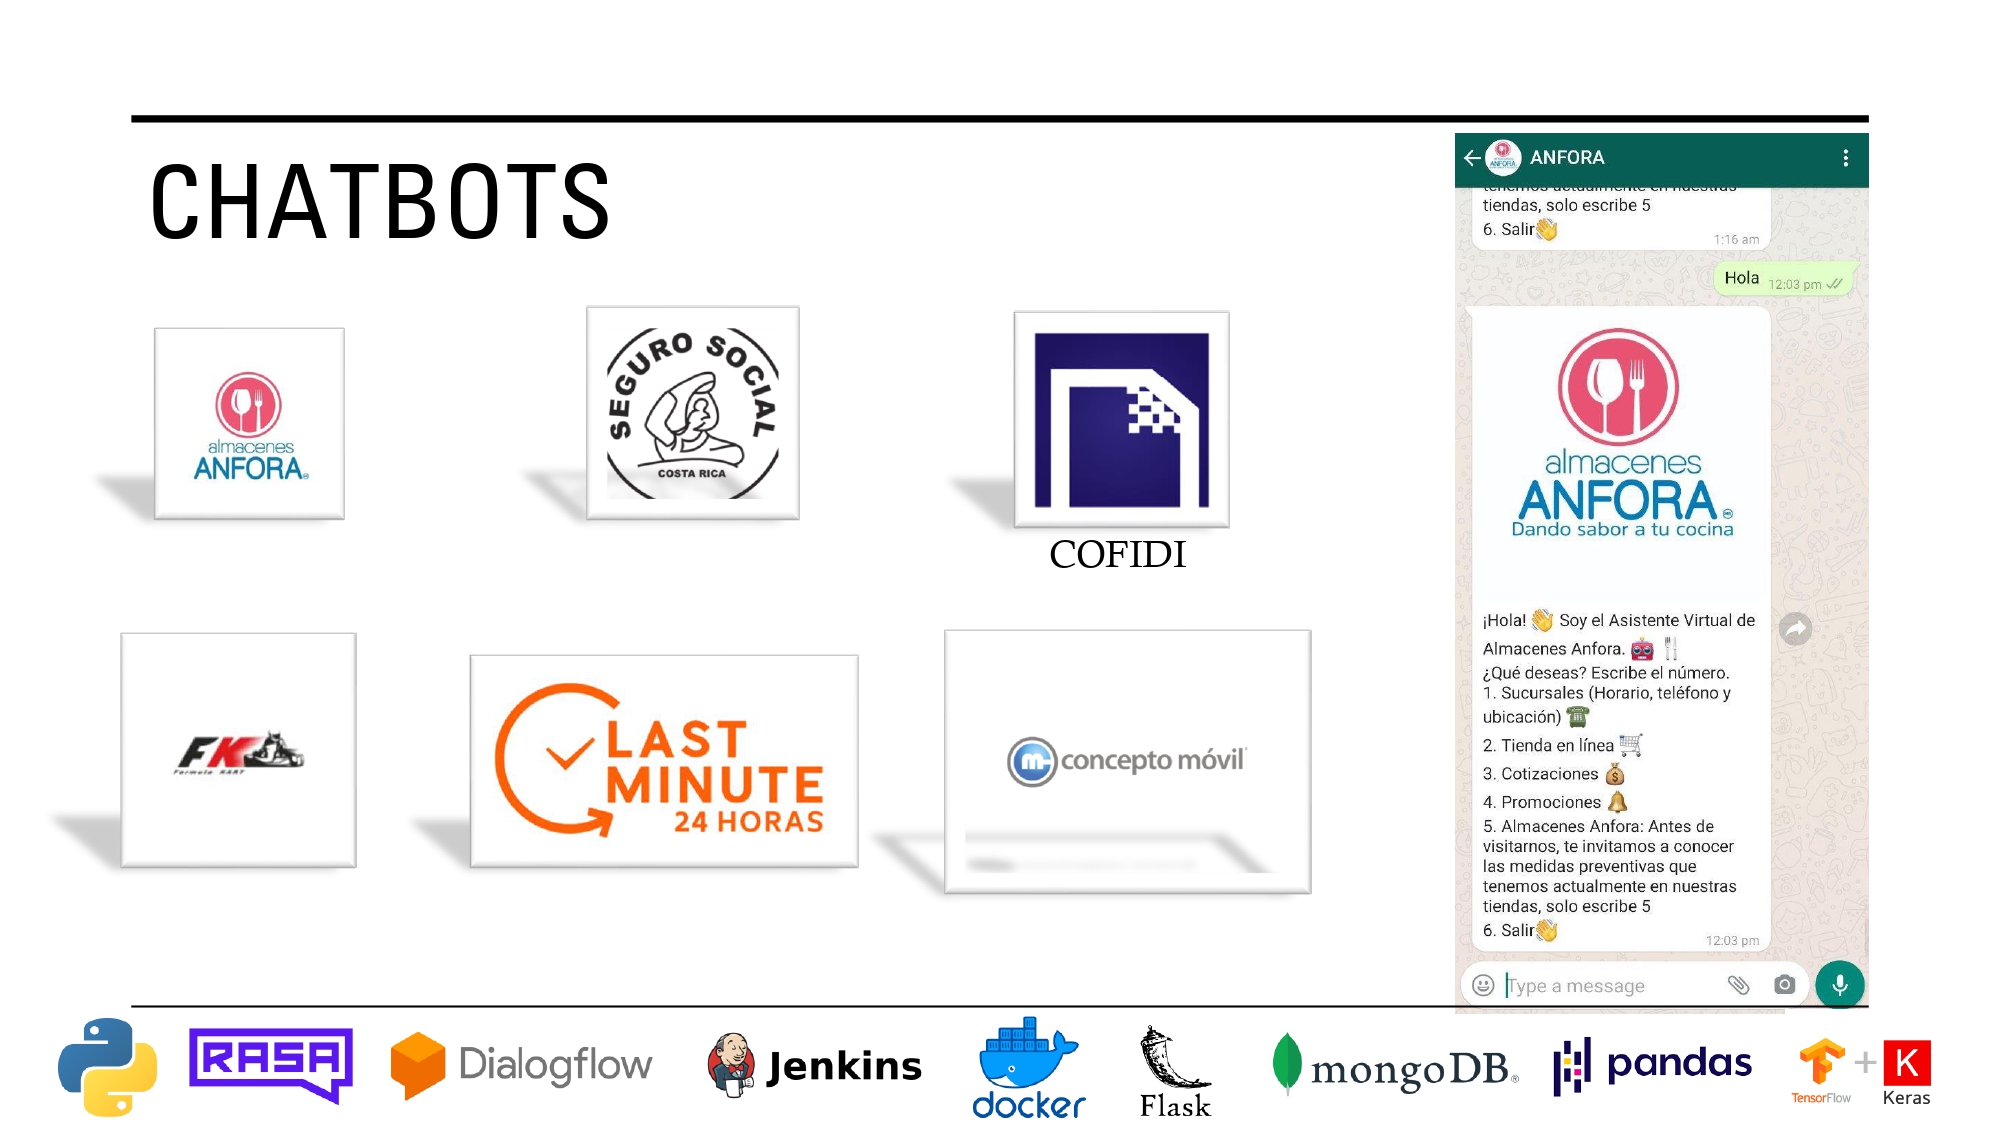 CHATBOTS
almacenes
ANFORA
SEGURO SOCIAL
COSTA RICA
COFIDI
FK
Formula KART
LAST
MINUTE
24 HORAS
m concepto móvil
ANFORA
tenemos actualmente en nuestras
tiendas, solo escribe 5
6. Salir👋
1:16 am
Hola 12:03 pm
almacenes
ANFORA
Dando sabor a tu cocina
¡Hola! 👋 Soy el Asistente Virtual de
Almacenes Anfora. 🤖 🍴
¿Qué deseas? Escribe el número.
1. Sucursales (Horario, teléfono y
ubicación) ☎️
2. Tienda en línea 🛒
3. Cotizaciones 💰
4. Promociones 🔔
5. Almacenes Anfora: Antes de
visitarnos, te invitamos a conocer
las medidas preventivas que
tenemos actualmente en nuestras
tiendas, solo escribe 5
6. Salir👋
12:03 pm
Type a message
RASA
Dialogflow
Jenkins
docker
Flask
mongoDB®
pandas
TensorFlow
+
K
Keras